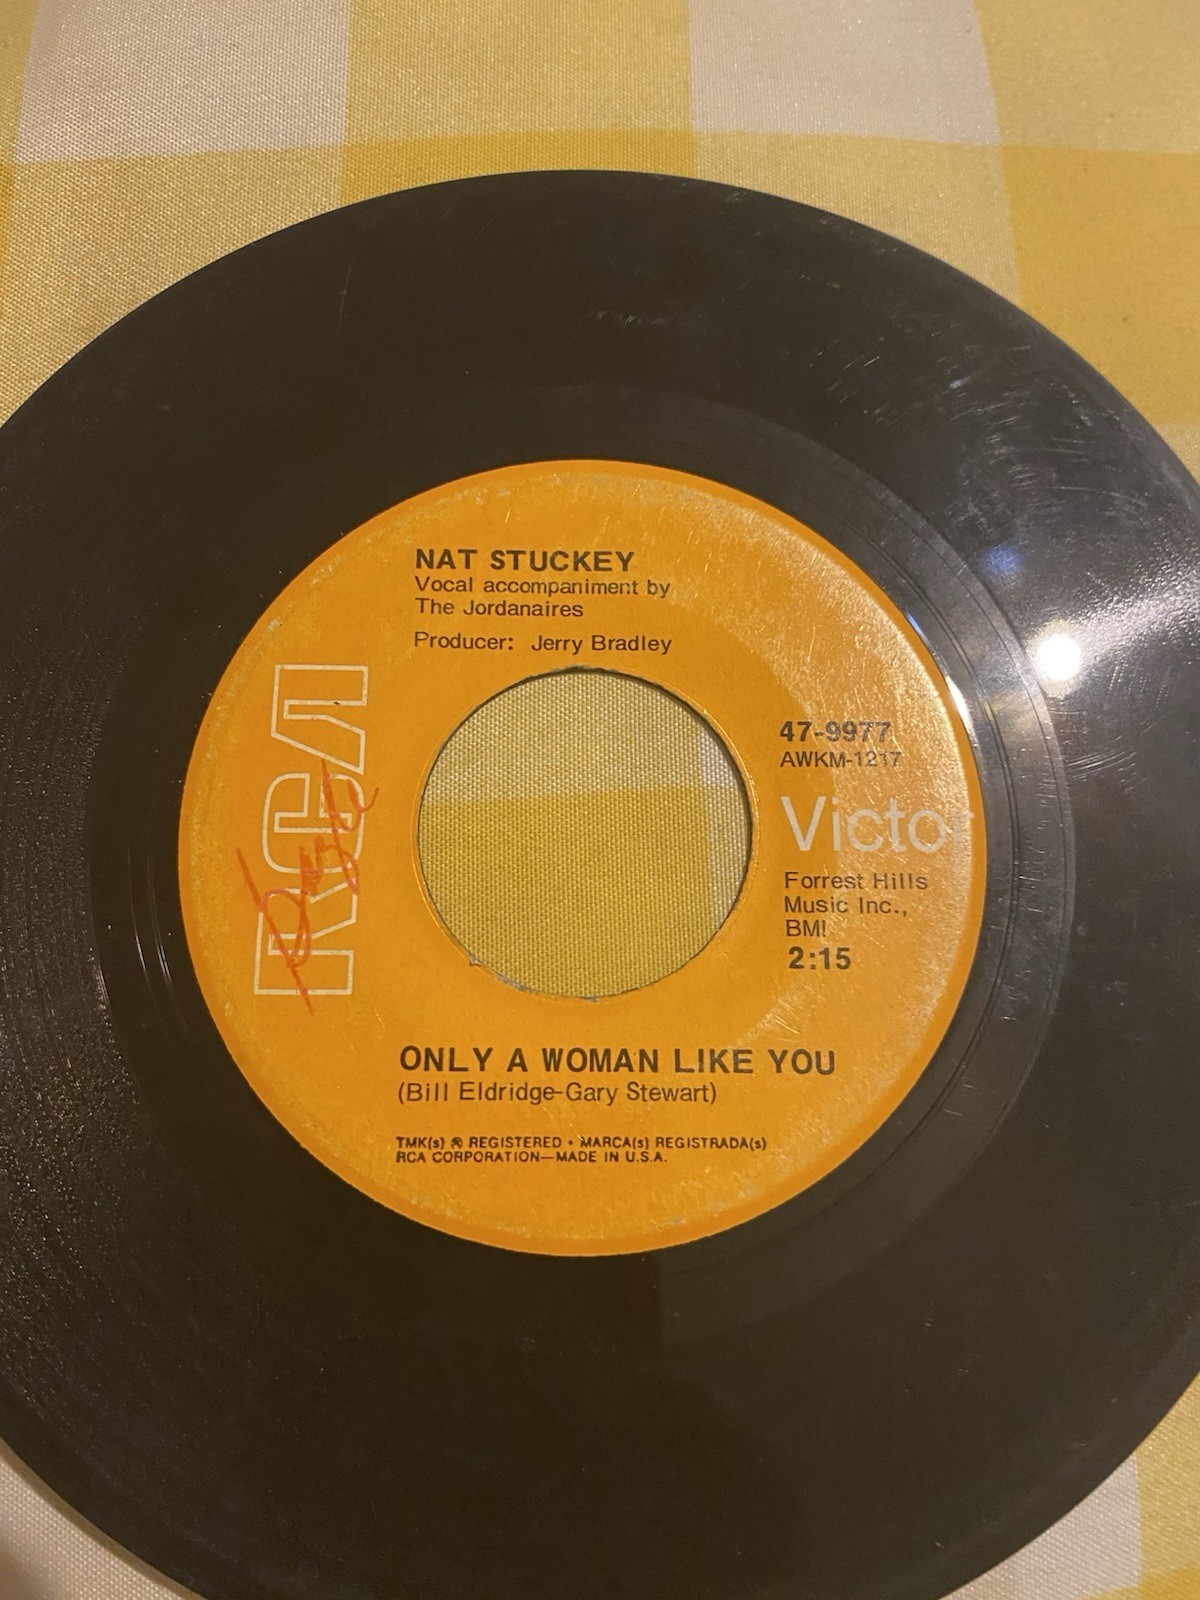 NAT STUCKEY
Vocal accompaniment by
The Jordanaires
Producer: Jerry Bradley
RCA
47-9977
AWKM-1217
Victor
Forrest Hills
Music Inc.,
BMI
2:15
ONLY A WOMAN LIKE YOU
(Bill Eldridge-Gary Stewart)
TMK(s) ® REGISTERED • MARCA(s) REGISTRADA(s)
RCA CORPORATION—MADE IN U.S.A.